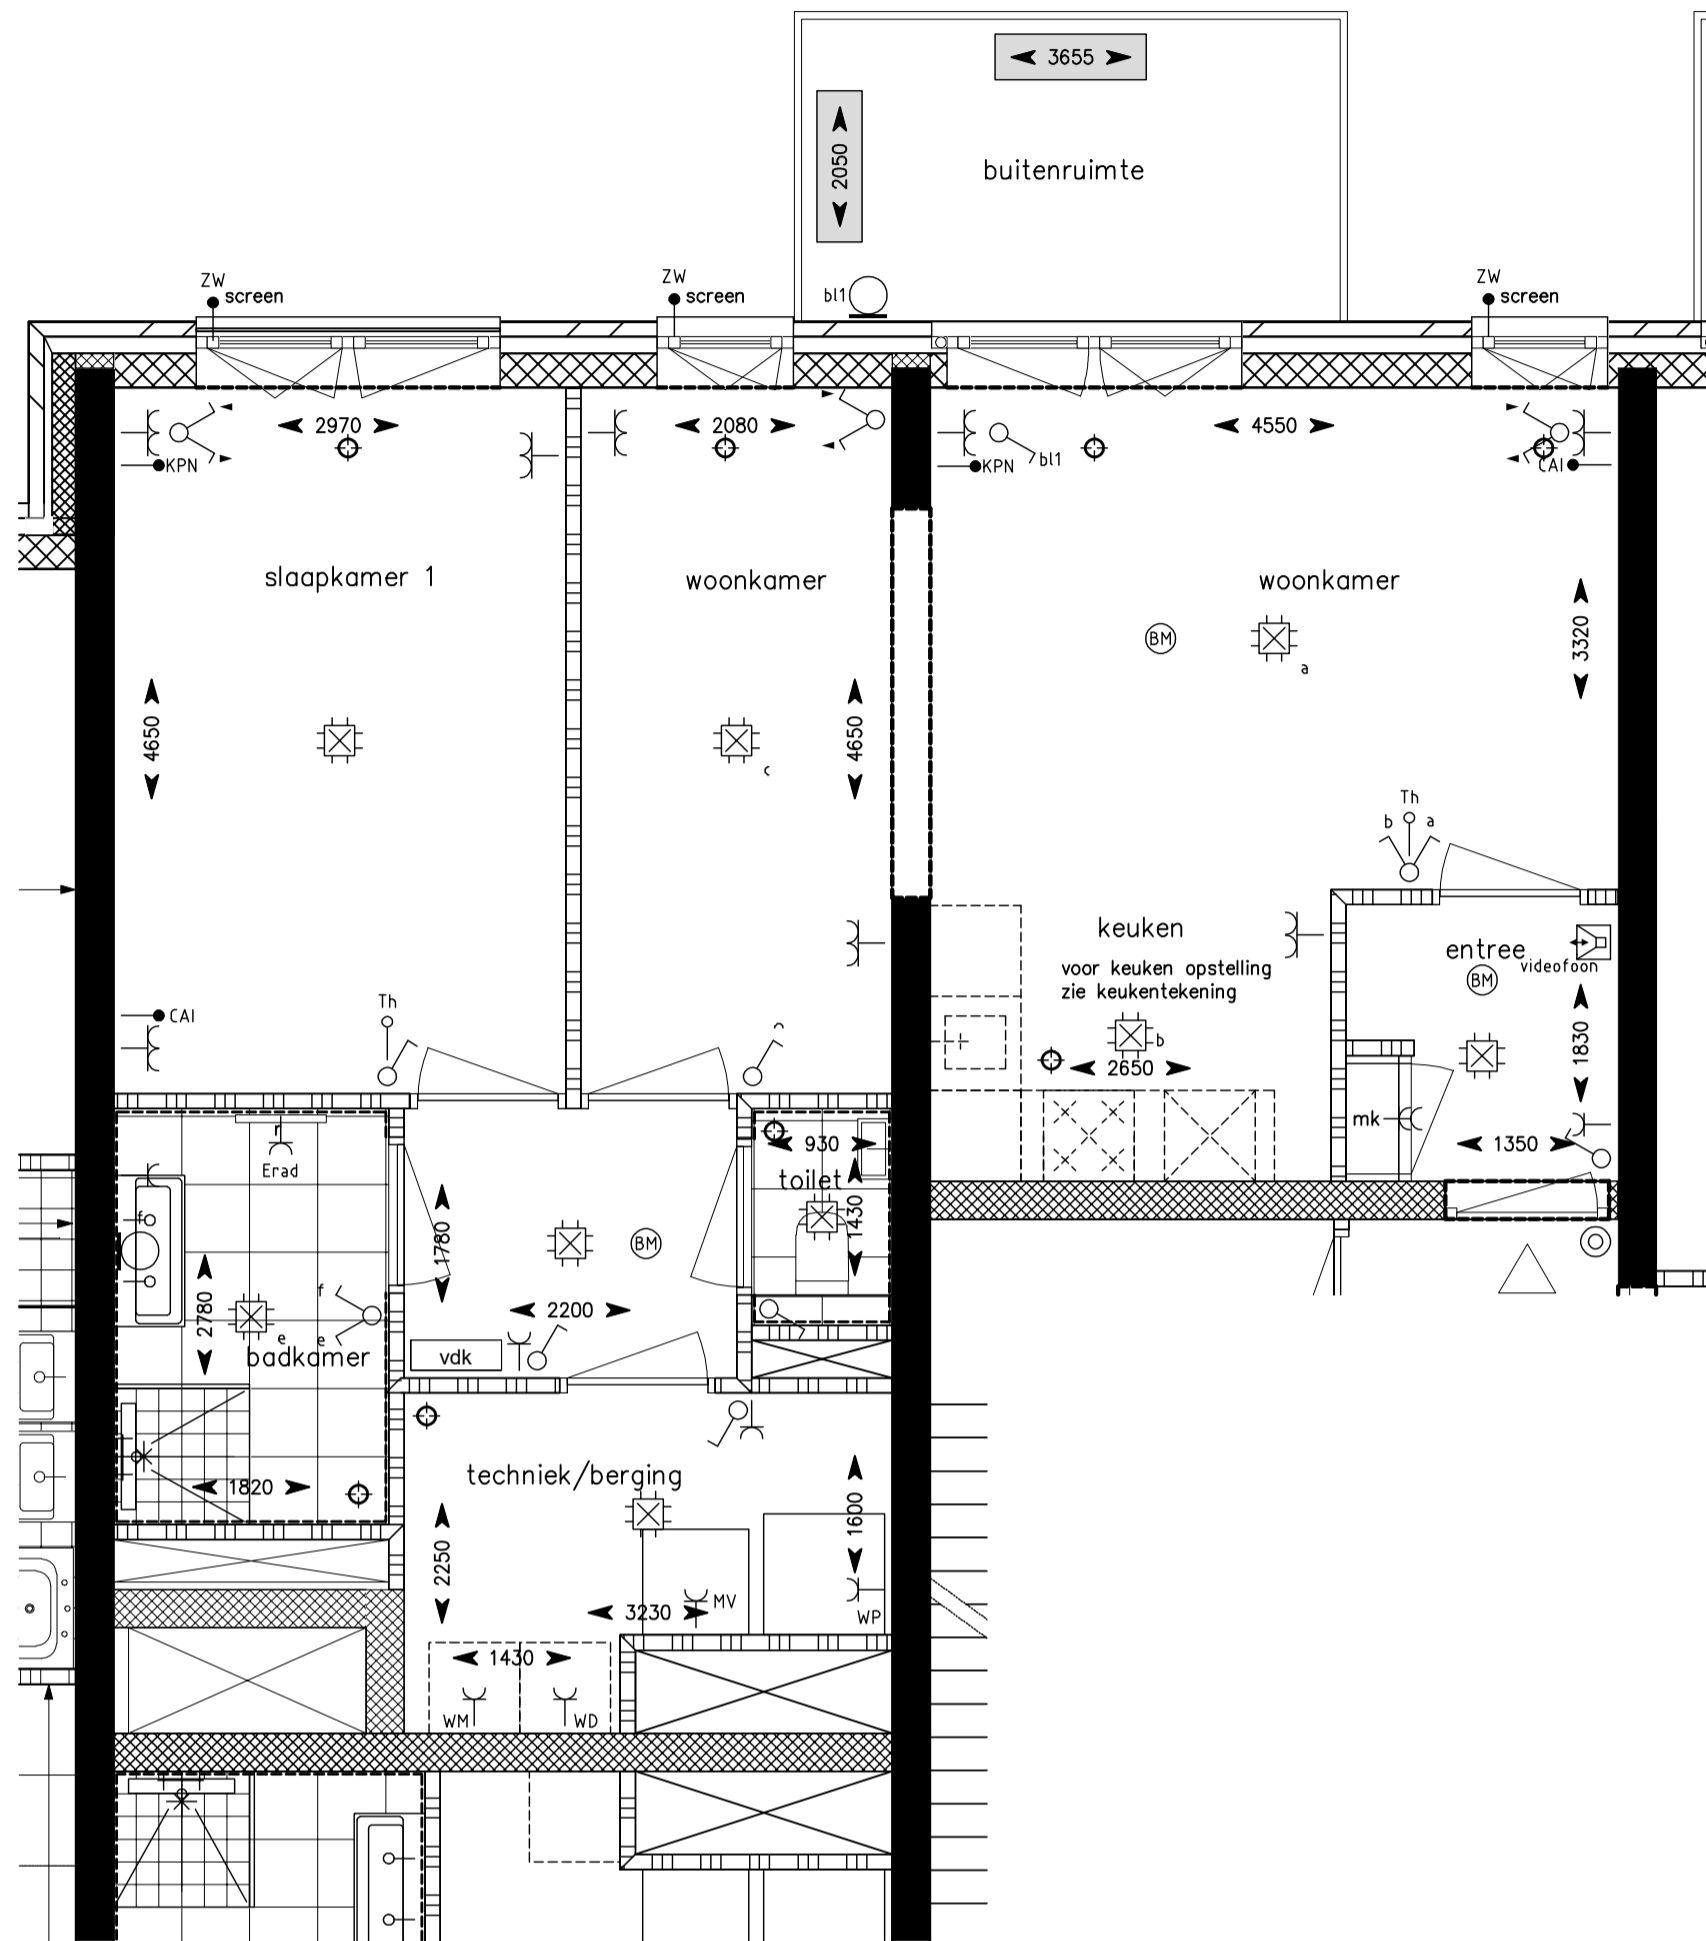 3655
2050
buitenruimte
bl1
ZW
screen
ZW
screen
ZW
screen
2970
2080
4550
KPN
KPN
bl1
CAI
slaapkamer 1
woonkamer
woonkamer
3320
BM
a
4650
4650
c
Th
b a
keuken
voor keuken opstelling
zie keukentekening
entree
videofoon
BM
CAI
Th
b
2650
1830
mk
1350
r
Erad
930
toilet
1430
f
1780
BM
2780
f
e
e
badkamer
2200
vdk
1820
techniek/berging
1600
2250
3230
MV
WP
1430
WM
WD